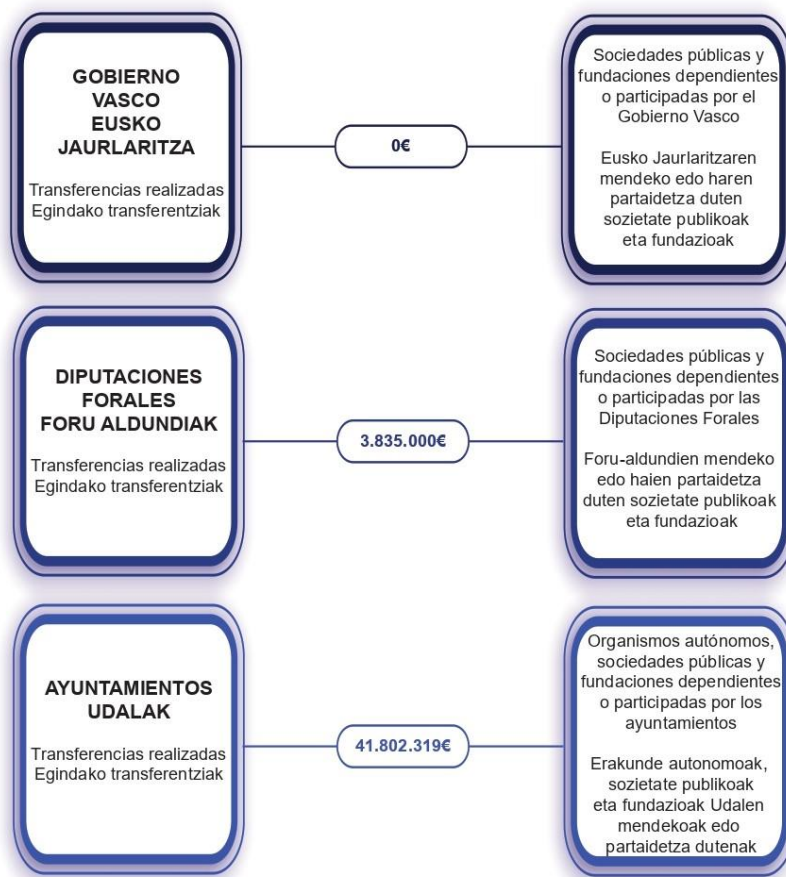 GOBIERNO
VASCO
EUSKO
JAURLARITZA
Transferencias realizadas
Egindako transferentziak
0€
Sociedades públicas y
fundaciones dependientes
o participadas por el
Gobierno Vasco
Eusko Jaurlaritzaren
mendeko edo haren
partaidetza duten
sozietate publikoak
eta fundazioak
DIPUTACIONES
FORALES
FORU ALDUNDIAK
Transferencias realizadas
Egindako transferentziak
3.835.000€
Sociedades públicas y
fundaciones dependientes
o participadas por las
Diputaciones Forales
Foru-aldundien mendeko
edo haien partaidetza
duten sozietate publikoak
eta fundazioak
AYUNTAMIENTOS
UDALAK
Transferencias realizadas
Egindako transferentziak
41.802.319€
Organismos autónomos,
sociedades públicas y
fundaciones dependientes
o participadas por los
ayuntamientos
Erakunde autonomoak,
sozietate publikoak
eta fundazioak Udalen
mendekoak edo
partaidetza dutenak